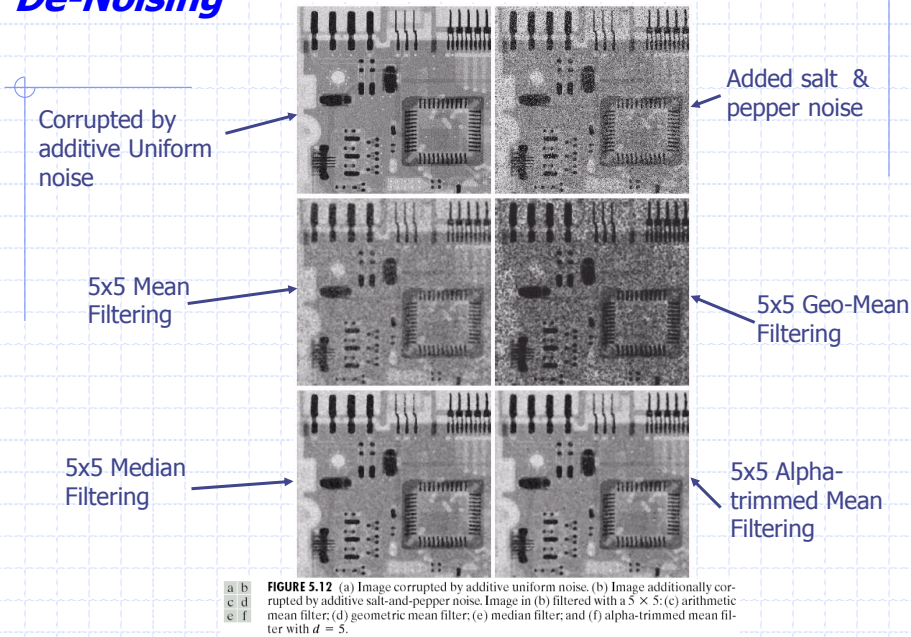 De-Noising
Corrupted by
additive Uniform
noise
Added salt &
pepper noise
5x5 Mean
Filtering
5x5 Geo-Mean
Filtering
5x5 Median
Filtering
5x5 Alpha-
trimmed Mean
Filtering
a b
c d
e f
FIGURE 5.12 (a) Image corrupted by additive uniform noise. (b) Image additionally cor-
rupted by additive salt-and-pepper noise. Image in (b) filtered with a 5 × 5: (c) arithmetic
mean filter; (d) geometric mean filter; (e) median filter; and (f) alpha-trimmed mean fil-
ter with d = 5.